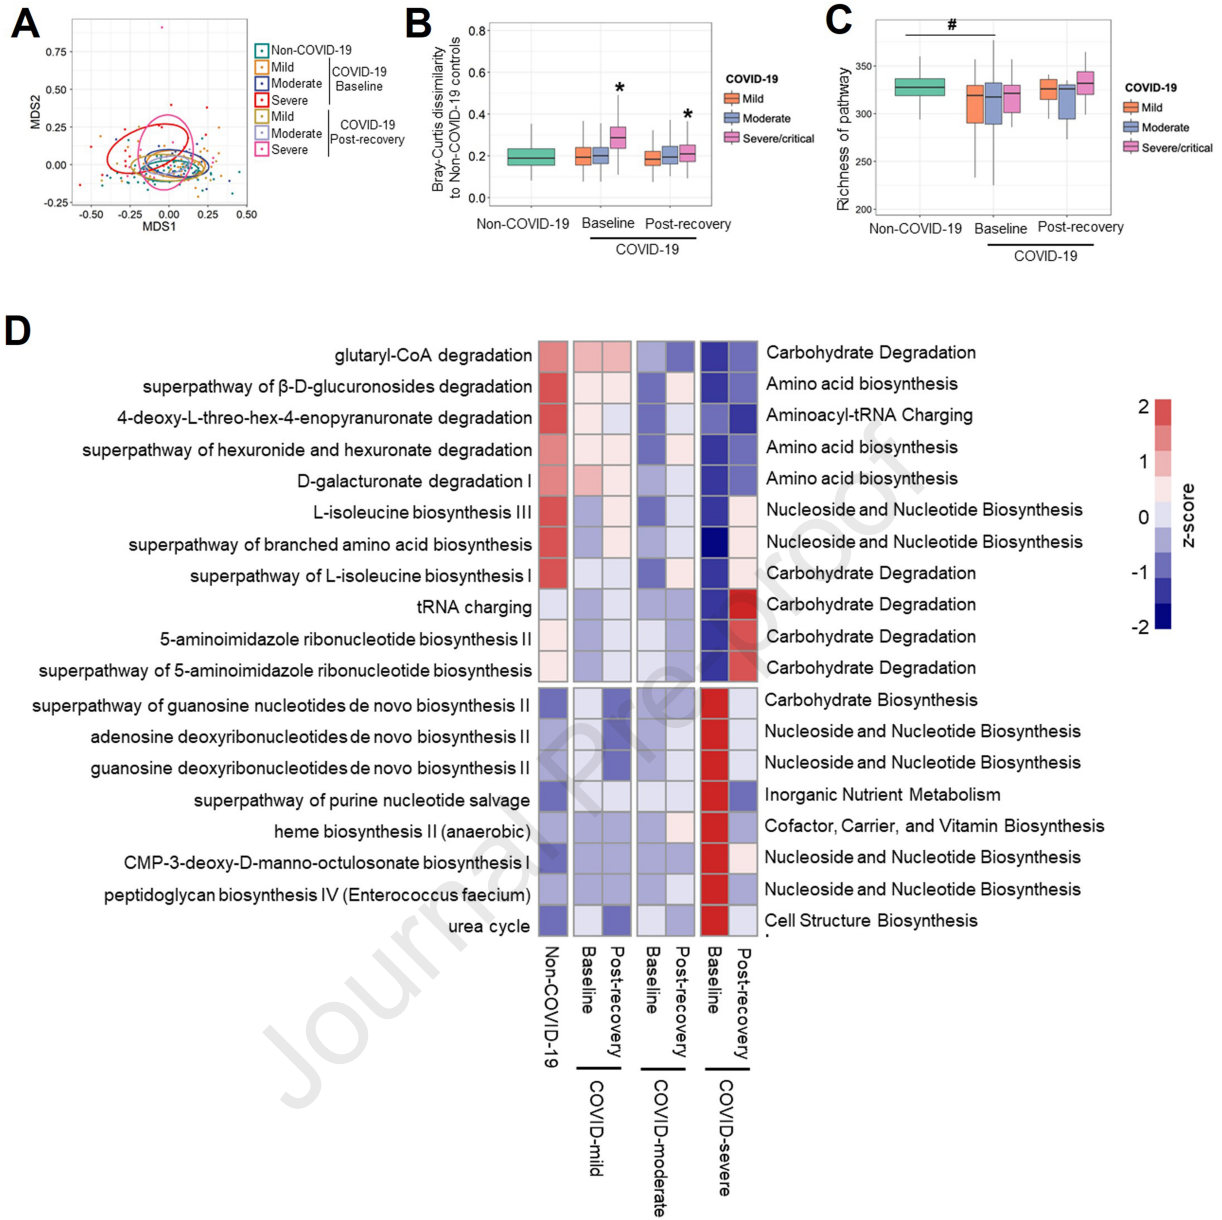 A
MDS2
0.75
0.50
0.25
0.00
-0.25
-0.50
-0.25
0.00
0.25
0.50
MDS1
Non-COVID-19
Mild
Moderate
Severe
COVID-19
Baseline
Mild
Moderate
Severe
COVID-19
Post-recovery
B
Bray-Curtis dissimilarity
to Non-COVID-19 controls
0.8
0.6
0.4
0.2
0.0
*
*
Non-COVID-19
Baseline
Post-recovery
COVID-19
COVID-19
Mild
Moderate
Severe/critical
C
Richness of pathway
350
300
250
200
#
Non-COVID-19
Baseline
Post-recovery
COVID-19
COVID-19
Mild
Moderate
Severe/critical
D
glutaryl-CoA degradation
superpathway of β-D-glucuronosides degradation
4-deoxy-L-threo-hex-4-enopyranuronate degradation
superpathway of hexuronide and hexuronate degradation
D-galacturonate degradation I
L-isoleucine biosynthesis III
superpathway of branched amino acid biosynthesis
superpathway of L-isoleucine biosynthesis I
tRNA charging
5-aminoimidazole ribonucleotide biosynthesis II
superpathway of 5-aminoimidazole ribonucleotide biosynthesis
superpathway of guanosine nucleotides de novo biosynthesis II
adenosine deoxyribonucleotides de novo biosynthesis II
guanosine deoxyribonucleotides de novo biosynthesis II
superpathway of purine nucleotide salvage
heme biosynthesis II (anaerobic)
CMP-3-deoxy-D-manno-octulosonate biosynthesis I
peptidoglycan biosynthesis IV (Enterococcus faecium)
urea cycle
Carbohydrate Degradation
Amino acid biosynthesis
Aminoacyl-tRNA Charging
Amino acid biosynthesis
Amino acid biosynthesis
Nucleoside and Nucleotide Biosynthesis
Nucleoside and Nucleotide Biosynthesis
Carbohydrate Degradation
Carbohydrate Degradation
Carbohydrate Degradation
Carbohydrate Degradation
Carbohydrate Biosynthesis
Nucleoside and Nucleotide Biosynthesis
Nucleoside and Nucleotide Biosynthesis
Inorganic Nutrient Metabolism
Cofactor, Carrier, and Vitamin Biosynthesis
Nucleoside and Nucleotide Biosynthesis
Nucleoside and Nucleotide Biosynthesis
Cell Structure Biosynthesis
2
1
0
-1
-2
z-score
Non-COVID-19
Baseline
Post-recovery
Baseline
Post-recovery
Baseline
Post-recovery
COVID-mild
COVID-moderate
COVID-severe
Journal Pre-proof